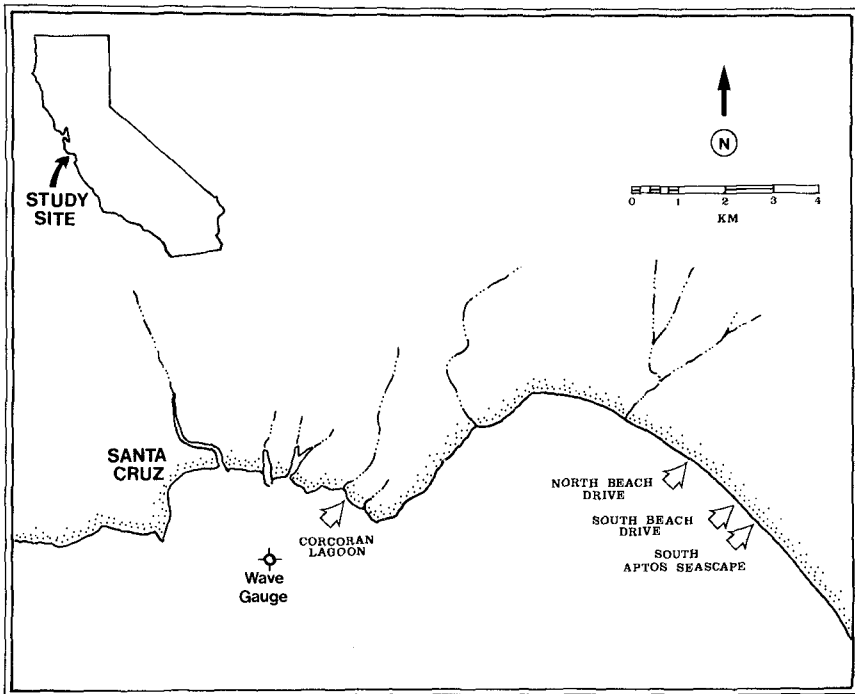 STUDY
SITE
N
0 1 2 3 4
KM
SANTA
CRUZ
CORCORAN
LAGOON
Wave
Gauge
NORTH BEACH
DRIVE
SOUTH BEACH
DRIVE
SOUTH
APTOS SEASCAPE